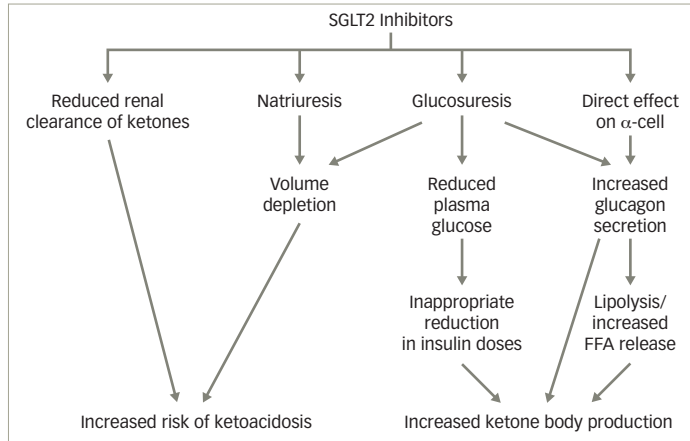 SGLT2 Inhibitors
Reduced renal
clearance of ketones
Natriuresis
Glucosuresis
Direct effect
on α-cell
Volume
depletion
Reduced
plasma
glucose
Increased
glucagon
secretion
Inappropriate
reduction
in insulin doses
Lipolysis/
increased
FFA release
Increased risk of ketoacidosis
Increased ketone body production